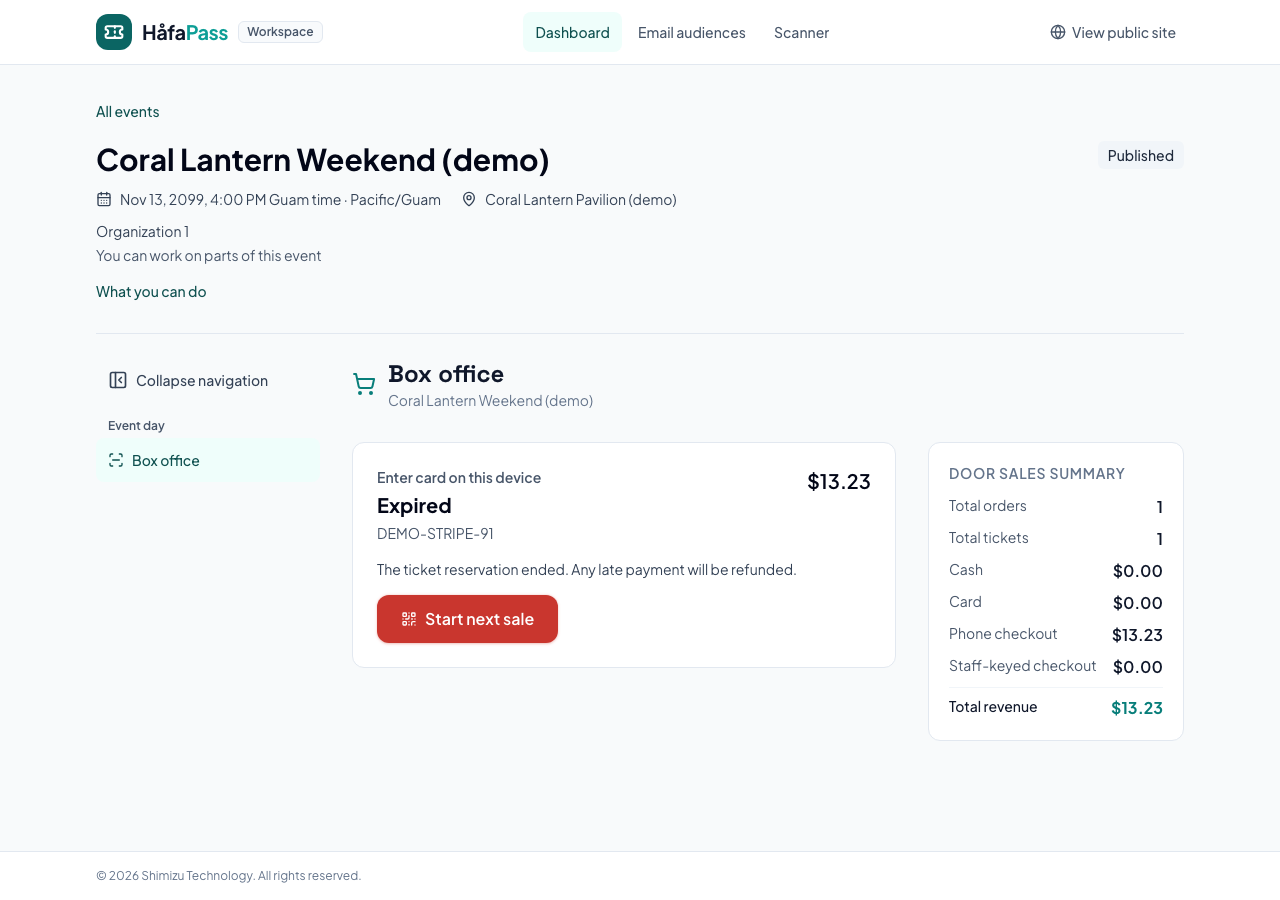 HåfaPass
Workspace
Dashboard
Email audiences
Scanner
View public site
All events
Coral Lantern Weekend (demo)
Published
Nov 13, 2099, 4:00 PM Guam time · Pacific/Guam
Coral Lantern Pavilion (demo)
Organization 1
You can work on parts of this event
What you can do
Collapse navigation
Event day
Box office
Box office
Coral Lantern Weekend (demo)
Enter card on this device
$13.23
Expired
DEMO-STRIPE-91
The ticket reservation ended. Any late payment will be refunded.
Start next sale
DOOR SALES SUMMARY
Total orders 1
Total tickets 1
Cash $0.00
Card $0.00
Phone checkout $13.23
Staff-keyed checkout $0.00
Total revenue $13.23
© 2026 Shimizu Technology. All rights reserved.